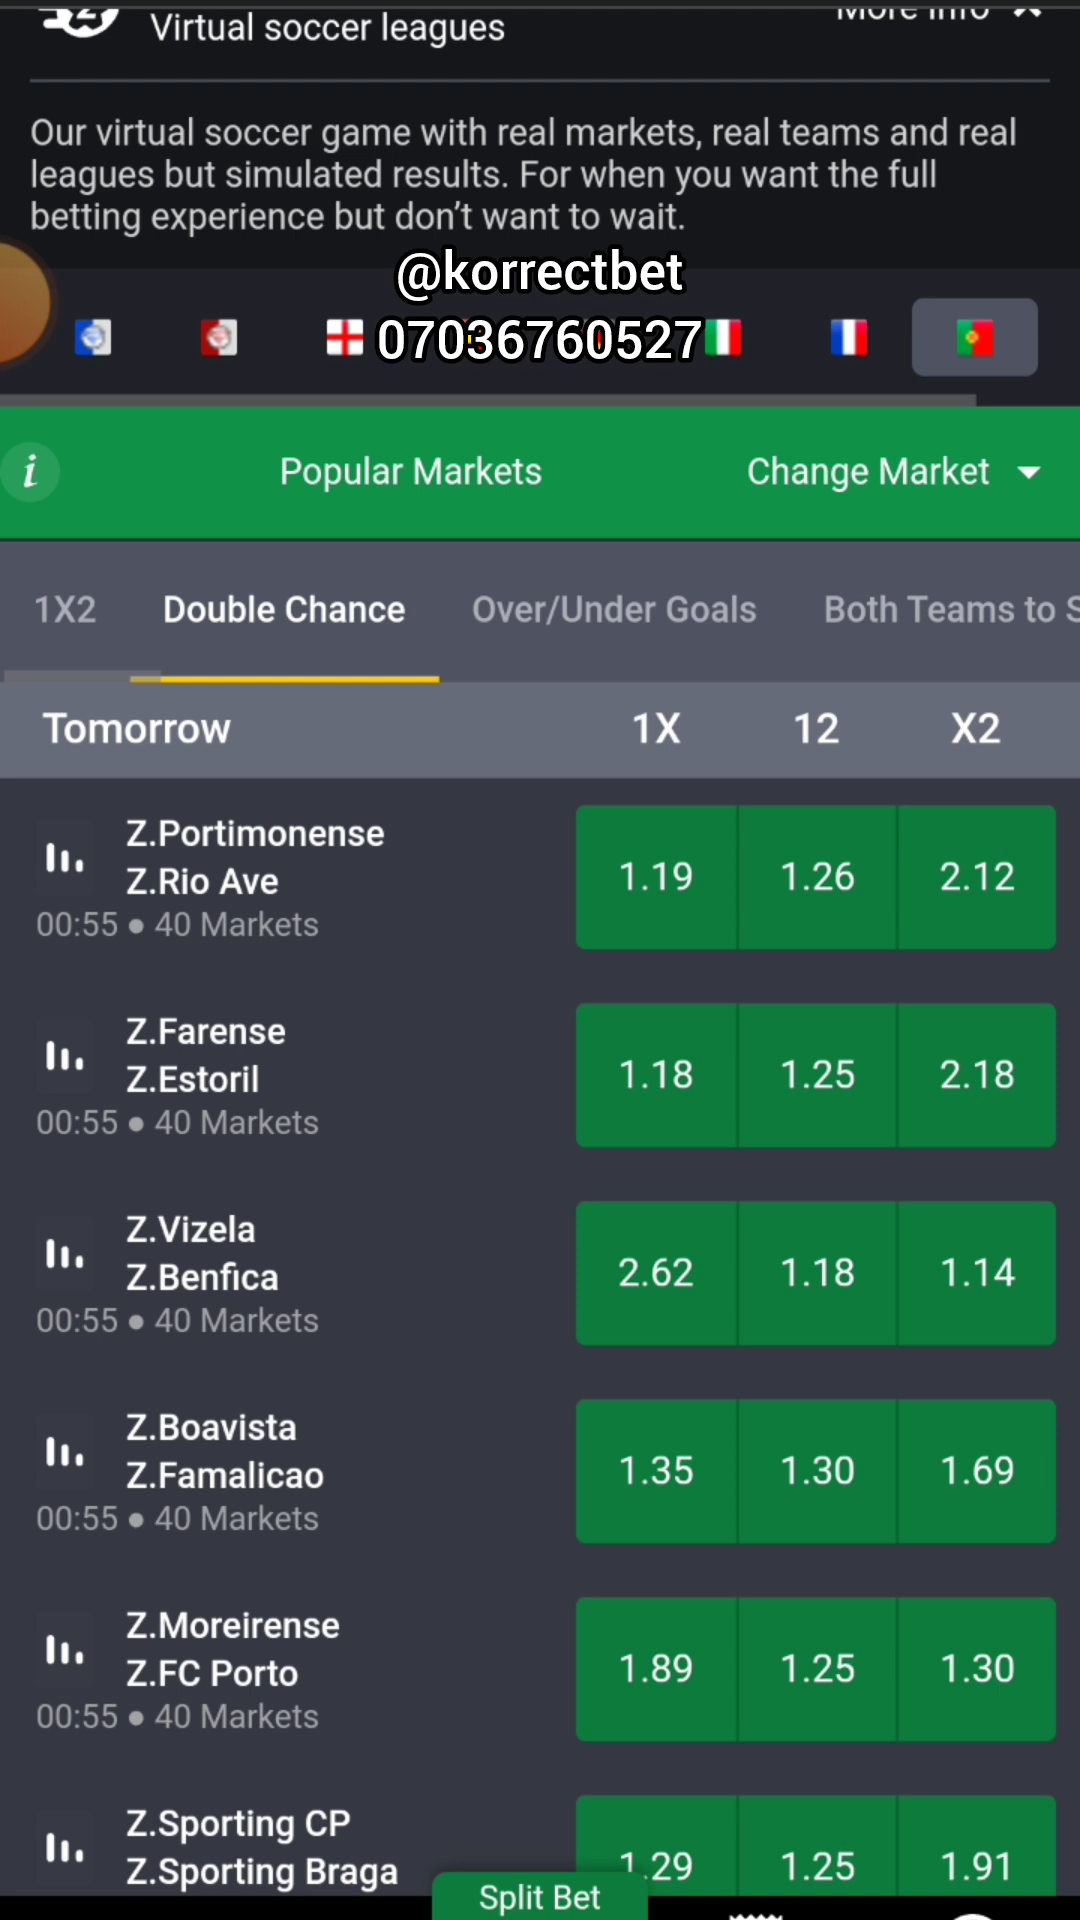 More Info
Virtual soccer leagues
Our virtual soccer game with real markets, real teams and real
leagues but simulated results. For when you want the full
betting experience but don’t want to wait.
@korrectbet
07036760527
i
Popular Markets
Change Market
1X2 Double Chance Over/Under Goals Both Teams to S
Tomorrow 1X 12 X2
Z.Portimonense
Z.Rio Ave
00:55 • 40 Markets
1.19 1.26 2.12
Z.Farense
Z.Estoril
00:55 • 40 Markets
1.18 1.25 2.18
Z.Vizela
Z.Benfica
00:55 • 40 Markets
2.62 1.18 1.14
Z.Boavista
Z.Famalicao
00:55 • 40 Markets
1.35 1.30 1.69
Z.Moreirense
Z.FC Porto
00:55 • 40 Markets
1.89 1.25 1.30
Z.Sporting CP
Z.Sporting Braga
1.29 1.25 1.91
Split Bet